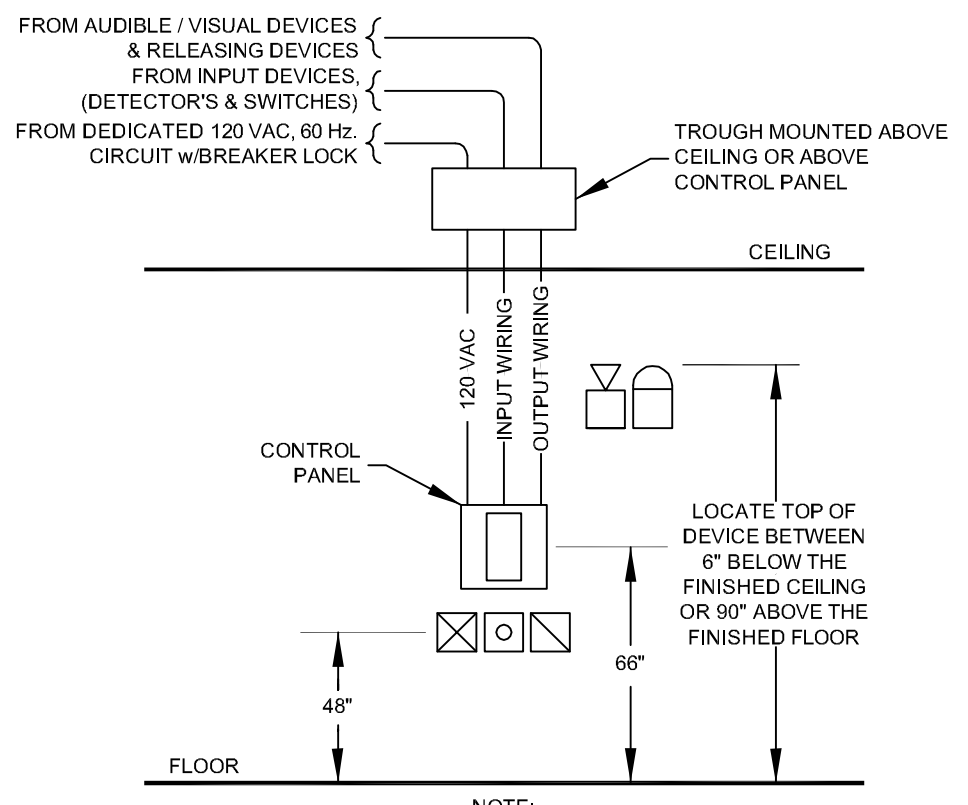 FROM AUDIBLE / VISUAL DEVICES
& RELEASING DEVICES
FROM INPUT DEVICES,
(DETECTOR'S & SWITCHES)
FROM DEDICATED 120 VAC, 60 Hz.
CIRCUIT w/BREAKER LOCK
TROUGH MOUNTED ABOVE
CEILING OR ABOVE
CONTROL PANEL
CEILING
120 VAC
INPUT WIRING
OUTPUT WIRING
CONTROL
PANEL
LOCATE TOP OF
DEVICE BETWEEN
6" BELOW THE
FINISHED CEILING
OR 90" ABOVE THE
FINISHED FLOOR
66"
48"
FLOOR
NOTE: